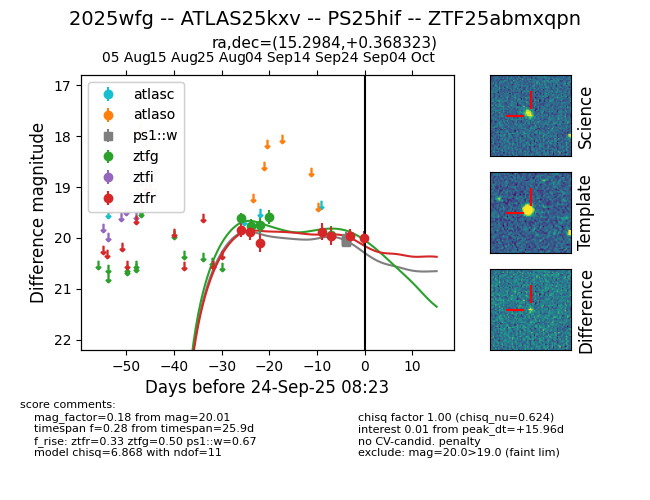 2025wfg -- ATLAS25kxv -- PS25hif -- ZTF25abmxqpn
ra,dec=(15.2984,+0.368323)
05 Aug 15 Aug 25 Aug 04 Sep 14 Sep 24 Sep 04 Oct
17
18
19
20
21
22
Difference magnitude
atlasc
atlaso
ps1::w
ztfg
ztfi
ztfr
−50 −40 −30 −20 −10 0 10
Days before 24-Sep-25 08:23
Science
Template
Difference
score comments:
mag_factor=0.18 from mag=20.01
timespan f=0.28 from timespan=25.9d
f_rise: ztfr=0.33 ztfg=0.50 ps1::w=0.67
model chisq=6.868 with ndof=11
chisq factor 1.00 (chisq_nu=0.624)
interest 0.01 from peak_dt=+15.96d
no CV-candid. penalty
exclude: mag=20.0>19.0 (faint lim)